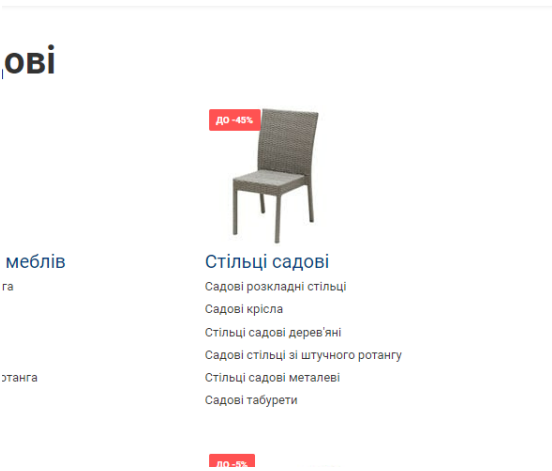 ові
ДО -45%
меблів
га
отанга
Стільці садові
Садові розкладні стільці
Садові крісла
Стільці садові дерев'яні
Садові стільці зі штучного ротангу
Стільці садові металеві
Садові табурети
ДО -5%